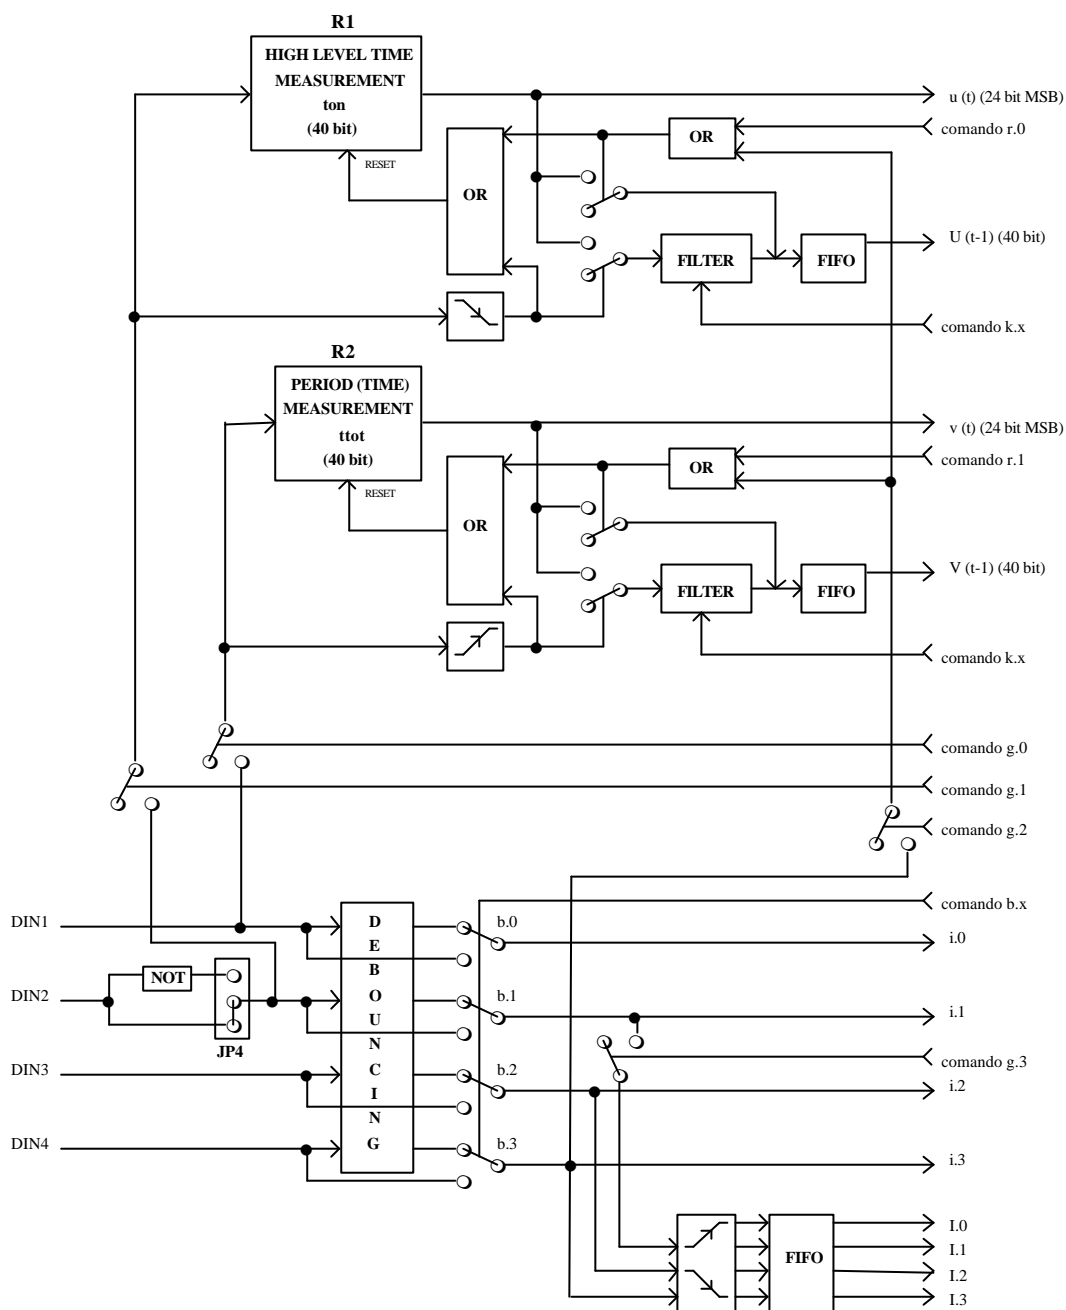 R1
HIGH LEVEL TIME
MEASUREMENT
ton
(40 bit)
RESET
OR
OR
u (t) (24 bit MSB)
comando r.0
FILTER
FIFO
U (t-1) (40 bit)
comando k.x
R2
PERIOD (TIME)
MEASUREMENT
ttot
(40 bit)
RESET
OR
OR
v (t) (24 bit MSB)
comando r.1
FILTER
FIFO
V (t-1) (40 bit)
comando k.x
comando g.0
comando g.1
comando g.2
comando b.x
DIN1
DIN2
NOT
JP4
DIN3
DIN4
D
E
B
O
U
N
C
I
N
G
b.0
i.0
b.1
i.1
comando g.3
b.2
i.2
b.3
i.3
FIFO
I.0
I.1
I.2
I.3